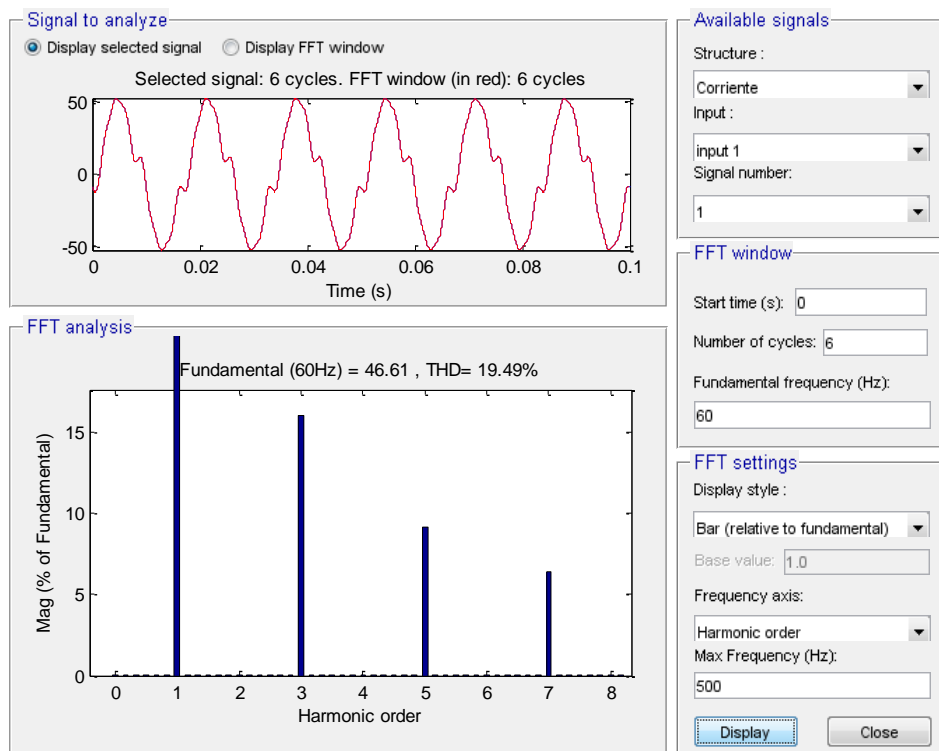 Signal to analyze
Display selected signal
Display FFT window
Selected signal: 6 cycles. FFT window (in red): 6 cycles
50
0
-50
0 0.02 0.04 0.06 0.08 0.1
Time (s)
FFT analysis
Fundamental (60Hz) = 46.61 , THD= 19.49%
Mag (% of Fundamental)
15
10
5
0
0 1 2 3 4 5 6 7 8
Harmonic order
Available signals
Structure :
Corriente
Input :
input 1
Signal number:
1
FFT window
Start time (s): 0
Number of cycles: 6
Fundamental frequency (Hz):
60
FFT settings
Display style :
Bar (relative to fundamental)
Base value: 1.0
Frequency axis:
Harmonic order
Max Frequency (Hz):
500
Display Close